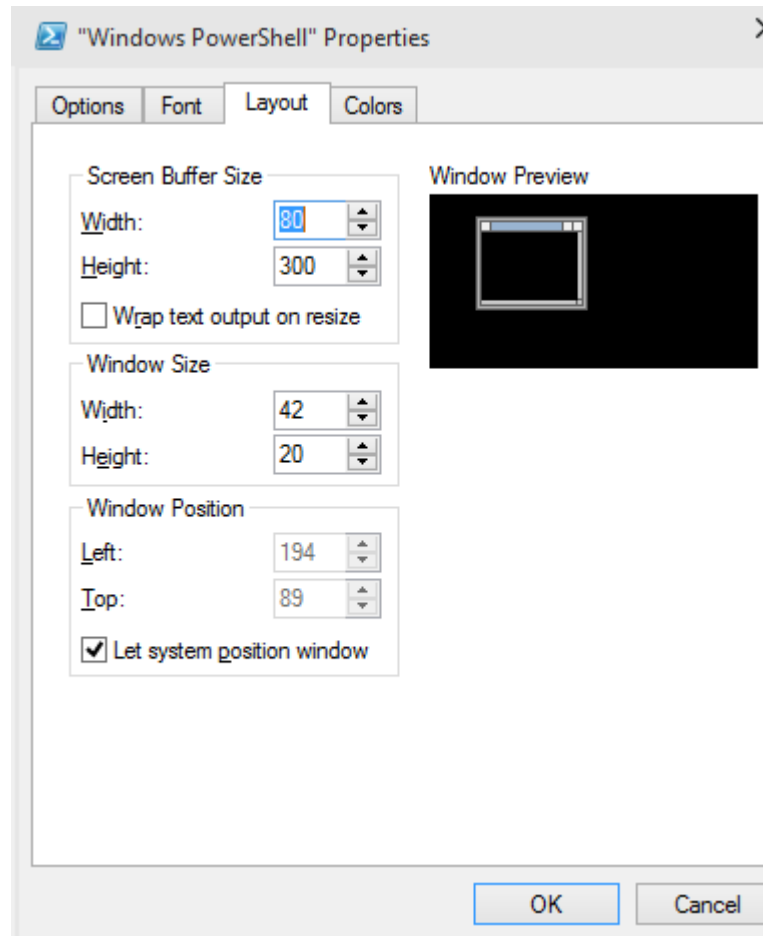 "Windows PowerShell" Properties
Options Font Layout Colors
Screen Buffer Size
Width: 80
Height: 300
Wrap text output on resize
Window Size
Width: 42
Height: 20
Window Position
Left: 194
Top: 89
Let system position window
Window Preview
OK Cancel